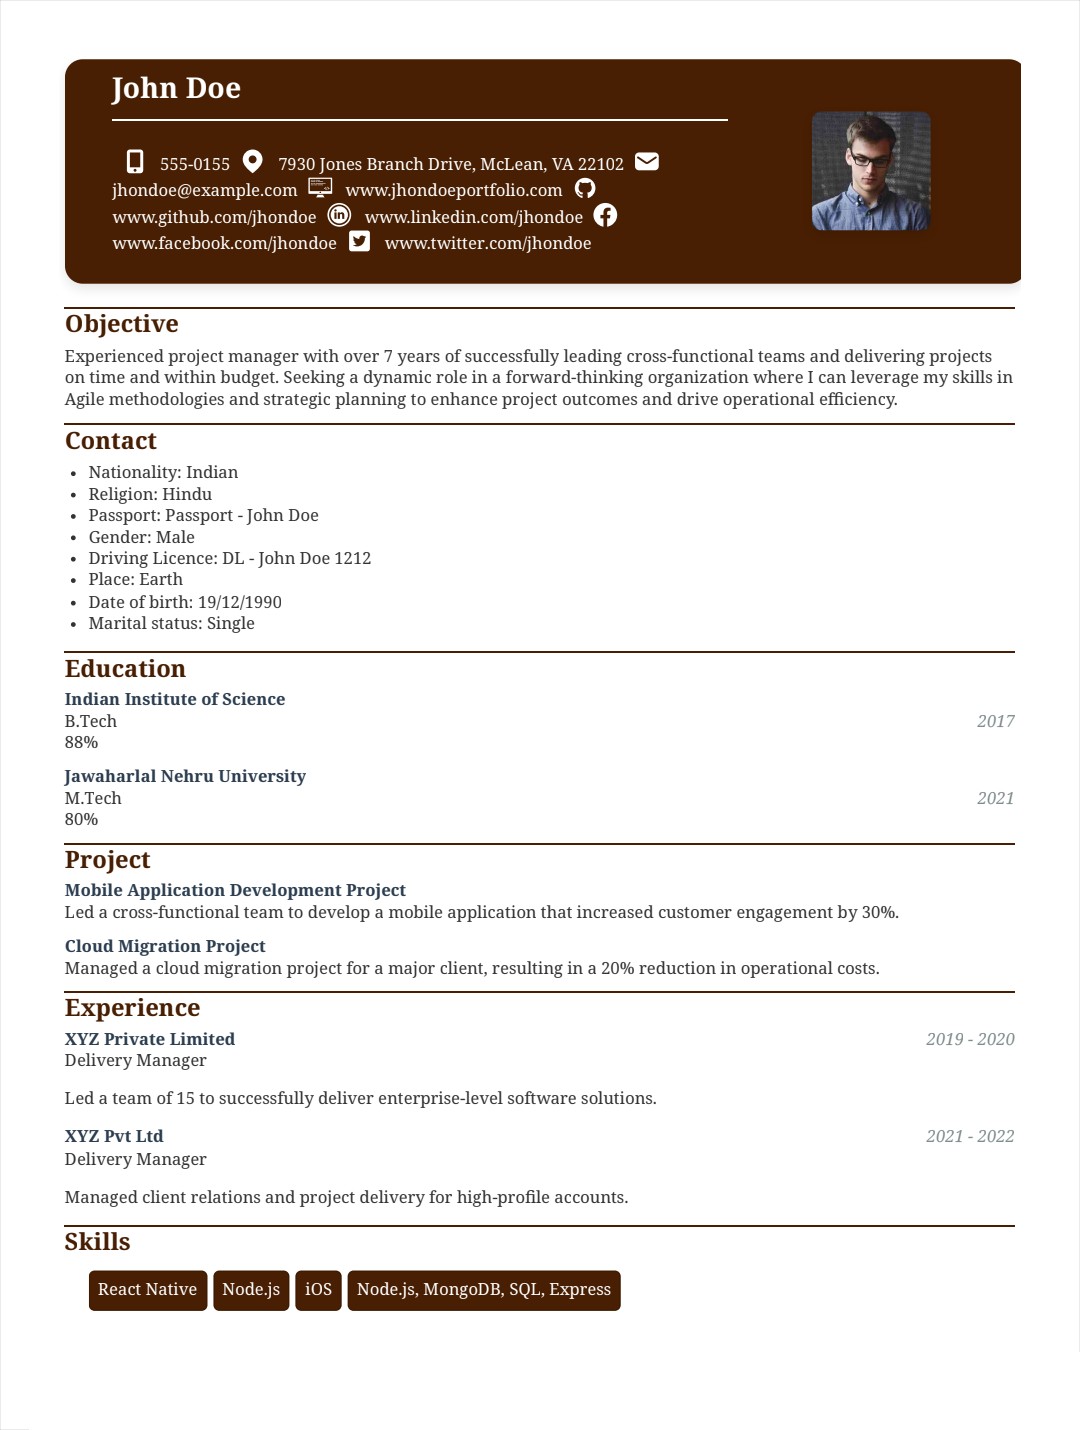 John Doe
555-0155 7930 Jones Branch Drive, McLean, VA 22102
jhondoe@example.com www.jhondoeportfolio.com
www.github.com/jhondoe www.linkedin.com/jhondoe
www.facebook.com/jhondoe www.twitter.com/jhondoe
Objective
Experienced project manager with over 7 years of successfully leading cross-functional teams and delivering projects
on time and within budget. Seeking a dynamic role in a forward-thinking organization where I can leverage my skills in
Agile methodologies and strategic planning to enhance project outcomes and drive operational efficiency.
Contact
• Nationality: Indian
• Religion: Hindu
• Passport: Passport - John Doe
• Gender: Male
• Driving Licence: DL - John Doe 1212
• Place: Earth
• Date of birth: 19/12/1990
• Marital status: Single
Education
Indian Institute of Science
B.Tech 2017
88%
Jawaharlal Nehru University
M.Tech 2021
80%
Project
Mobile Application Development Project
Led a cross-functional team to develop a mobile application that increased customer engagement by 30%.
Cloud Migration Project
Managed a cloud migration project for a major client, resulting in a 20% reduction in operational costs.
Experience
XYZ Private Limited 2019 - 2020
Delivery Manager
Led a team of 15 to successfully deliver enterprise-level software solutions.
XYZ Pvt Ltd 2021 - 2022
Delivery Manager
Managed client relations and project delivery for high-profile accounts.
Skills
React Native Node.js iOS Node.js, MongoDB, SQL, Express